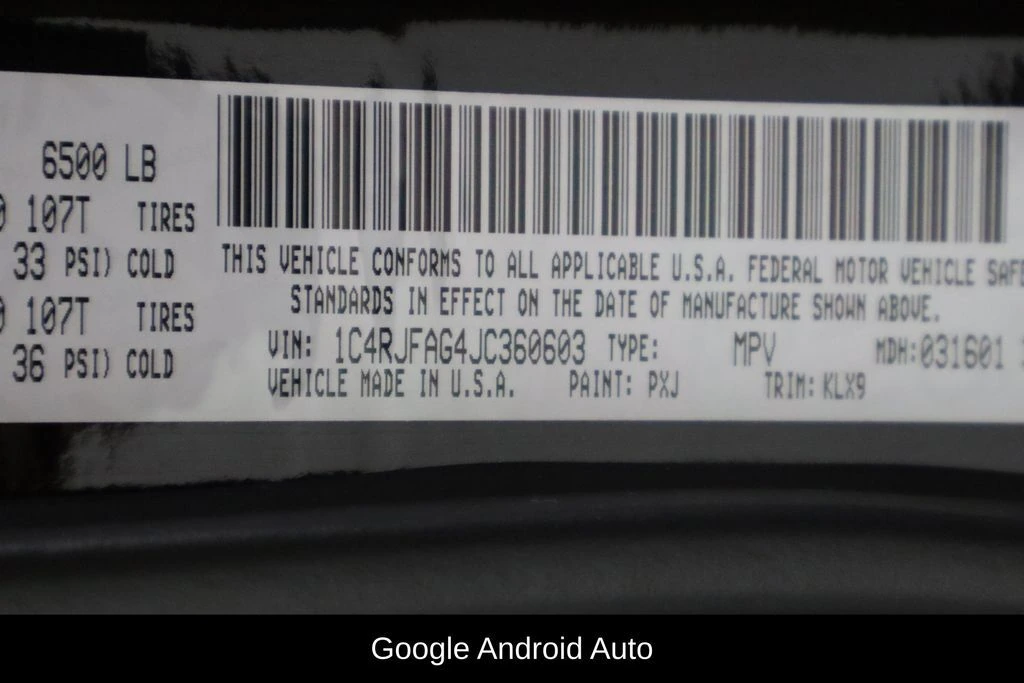 6500 LB
107T TIRES
33 PSI) COLD
107T TIRES
36 PSI) COLD
THIS VEHICLE CONFORMS TO ALL APPLICABLE U.S.A. FEDERAL MOTOR VEHICLE SAFE
STANDARDS IN EFFECT ON THE DATE OF MANUFACTURE SHOWN ABOVE.
VIN: 1C4RJFAG4JC360603 TYPE: MPV MDH:031601
VEHICLE MADE IN U.S.A. PAINT: PXJ TRIM: KLX9
Google Android Auto